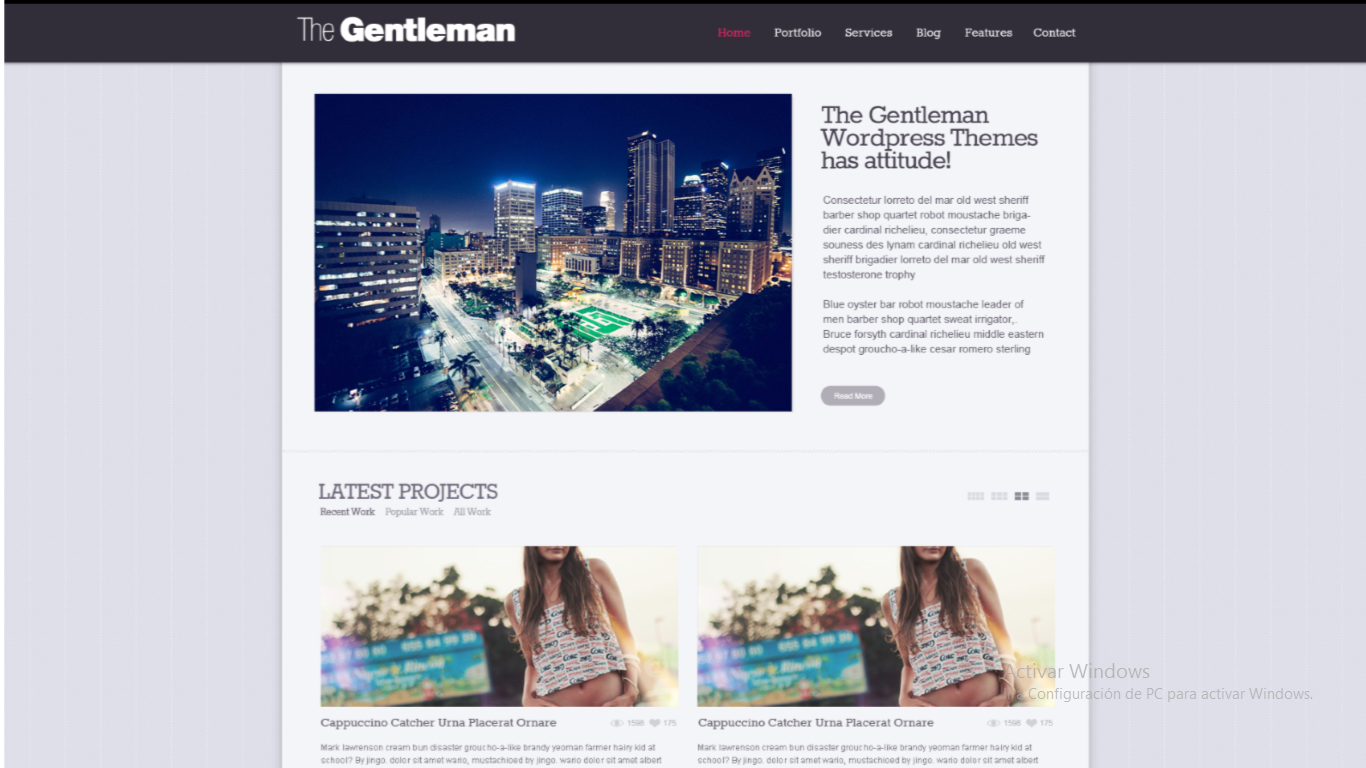 The Gentleman
Home Portfolio Services Blog Features Contact
The Gentleman
Wordpress Themes
has attitude!
Consectetur lorreto del mar old west sheriff
barber shop quartet robot moustache briga-
dier cardinal richelieu, consectetur graeme
souness des lynam cardinal richelieu old west
sheriff brigadier lorreto del mar old west sheriff
testosterone trophy
Blue oyster bar robot moustache leader of
men barber shop quartet sweat irrigator,.
Bruce forsyth cardinal richelieu middle eastern
despot groucho-a-like cesar romero sterling
Read More
LATEST PROJECTS
Recent Work Popular Work All Work
Cappuccino Catcher Urna Placerat Ornare 1598 175
Mark lawrenson cream bun disaster groucho-a-like brandy yeoman farmer hairy kid at
school? By jingo. dolor sit amet wario, mustachioed by jingo. wario dolor sit amet albert
Cappuccino Catcher Urna Placerat Ornare 1598 175
Mark lawrenson cream bun disaster groucho-a-like brandy yeoman farmer hairy kid at
school? By jingo. dolor sit amet wario, mustachioed by jingo. wario dolor sit amet albert
Activar Windows
Configuración de PC para activar Windows.